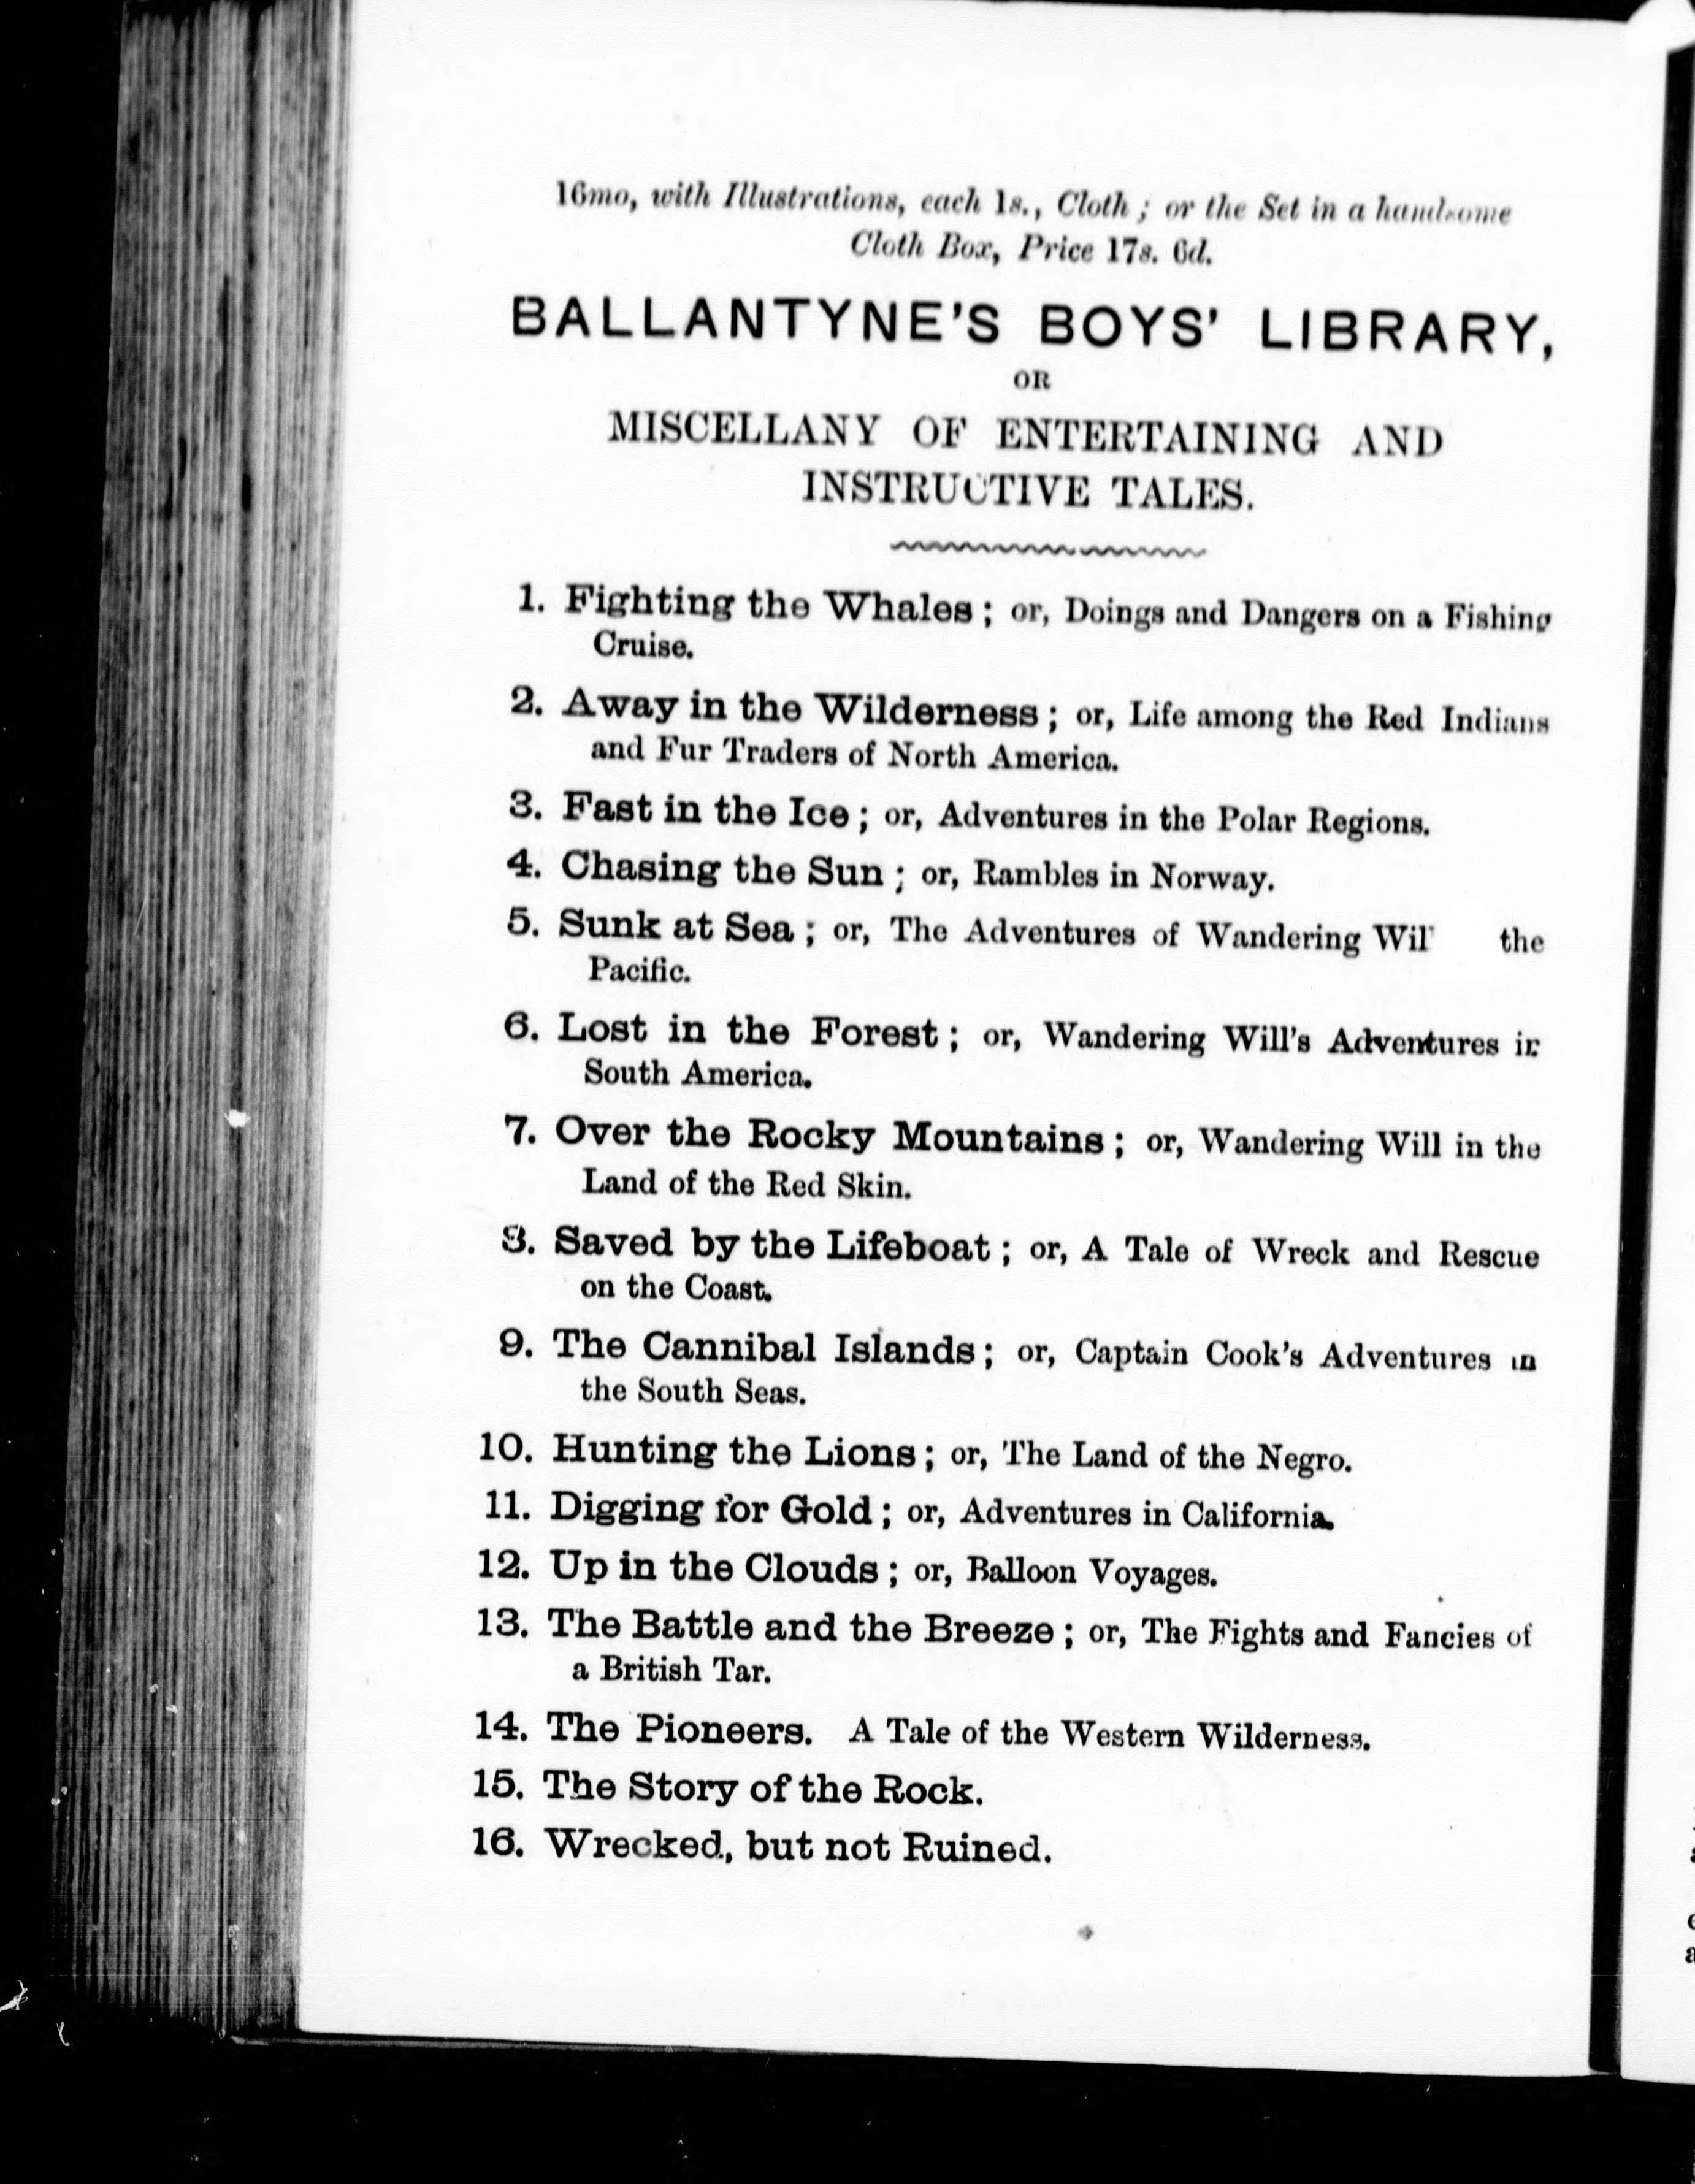 16mo, with Illustrations, each 1s., Cloth ; or the Set in a handsome
Cloth Box, Price 17s. 6d.
BALLANTYNE'S BOYS' LIBRARY,
OR
MISCELLANY OF ENTERTAINING AND
INSTRUCTIVE TALES.
1. Fighting the Whales ; or, Doings and Dangers on a Fishing
Cruise.
2. Away in the Wilderness ; or, Life among the Red Indians
and Fur Traders of North America.
3. Fast in the Ice ; or, Adventures in the Polar Regions.
4. Chasing the Sun ; or, Rambles in Norway.
5. Sunk at Sea ; or, The Adventures of Wandering the
Pacific.
6. Lost in the Forest ; or, Wandering Will's Adventures in
South America.
7. Over the Rocky Mountains ; or, Wandering Will in the
Land of the Red Skin.
8. Saved by the Lifeboat ; or, A Tale of Wreck and Rescue
on the Coast.
9. The Cannibal Islands ; or, Captain Cook's Adventures in
the South Seas.
10. Hunting the Lions ; or, The Land of the Negro.
11. Digging for Gold ; or, Adventures in California.
12. Up in the Clouds ; or, Balloon Voyages.
13. The Battle and the Breeze ; or, The Fights and Fancies of
a British Tar.
14. The Pioneers. A Tale of the Western Wilderness.
15. The Story of the Rock.
16. Wrecked, but not Ruined.